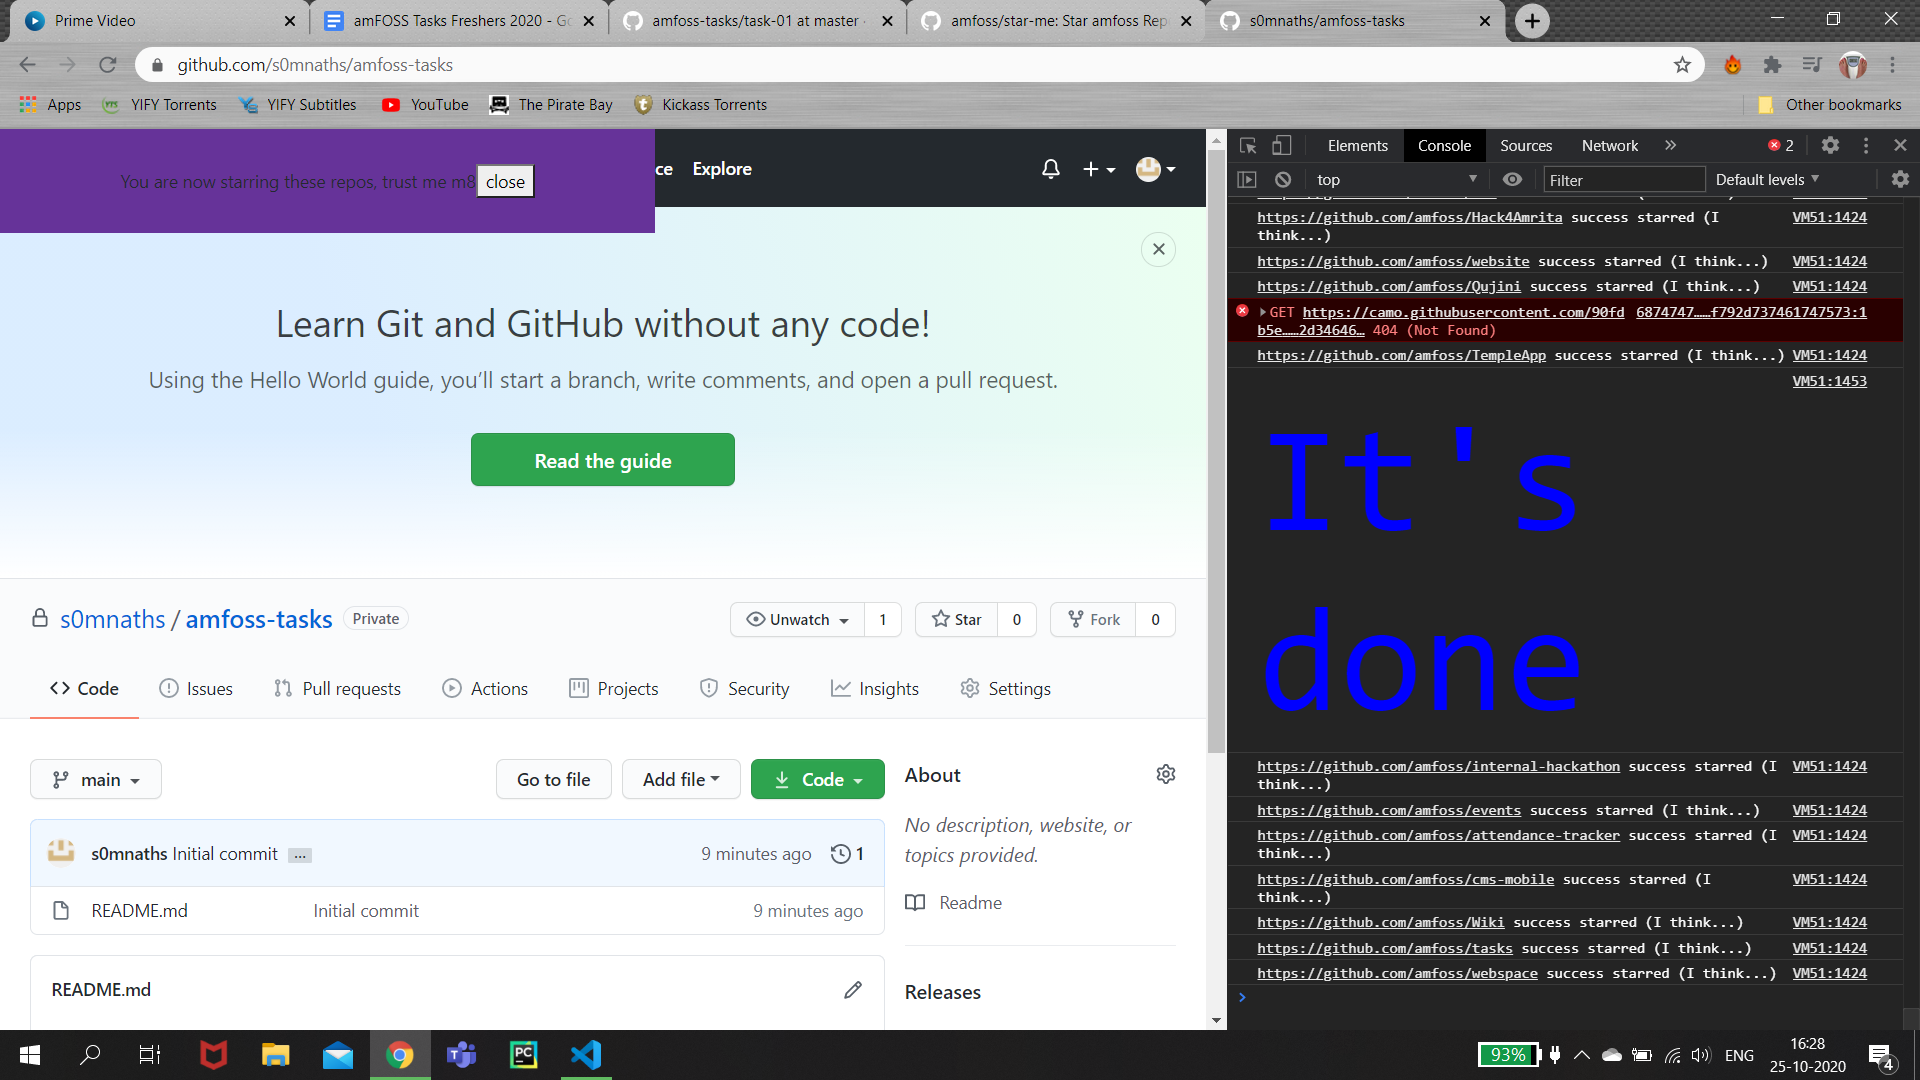 Prime Video
amFOSS Tasks Freshers 2020 - Go
amfoss-tasks/task-01 at master
amfoss/star-me: Star amfoss Rep
s0mnaths/amfoss-tasks
github.com/s0mnaths/amfoss-tasks
Apps
YIFY Torrents
YIFY Subtitles
YouTube
The Pirate Bay
Kickass Torrents
Other bookmarks
You are now starring these repos, trust me m8 close
ce Explore
Learn Git and GitHub without any code!
Using the Hello World guide, you’ll start a branch, write comments, and open a pull request.
Read the guide
s0mnaths / amfoss-tasks Private
Unwatch 1
Star 0
Fork 0
Code
Issues
Pull requests
Actions
Projects
Security
Insights
Settings
main
Go to file
Add file
Code
s0mnaths Initial commit ... 9 minutes ago 1
README.md Initial commit 9 minutes ago
README.md
About
No description, website, or
topics provided.
Readme
Releases
Elements Console Sources Network » 2
top Filter Default levels
https://github.com/amfoss/Hack4Amrita success starred (I VM51:1424
think...)
https://github.com/amfoss/website success starred (I think...) VM51:1424
https://github.com/amfoss/Qujini success starred (I think...) VM51:1424
GET https://camo.githubusercontent.com/90fd 6874747……f792d737461747573:1
b5e……2d34646… 404 (Not Found)
https://github.com/amfoss/TempleApp success starred (I think...) VM51:1424
VM51:1453
It's
done
https://github.com/amfoss/internal-hackathon success starred (I VM51:1424
think...)
https://github.com/amfoss/events success starred (I think...) VM51:1424
https://github.com/amfoss/attendance-tracker success starred (I VM51:1424
think...)
https://github.com/amfoss/cms-mobile success starred (I VM51:1424
think...)
https://github.com/amfoss/Wiki success starred (I think...) VM51:1424
https://github.com/amfoss/tasks success starred (I think...) VM51:1424
https://github.com/amfoss/webspace success starred (I think...) VM51:1424
93%
ENG
16:28
25-10-2020
4